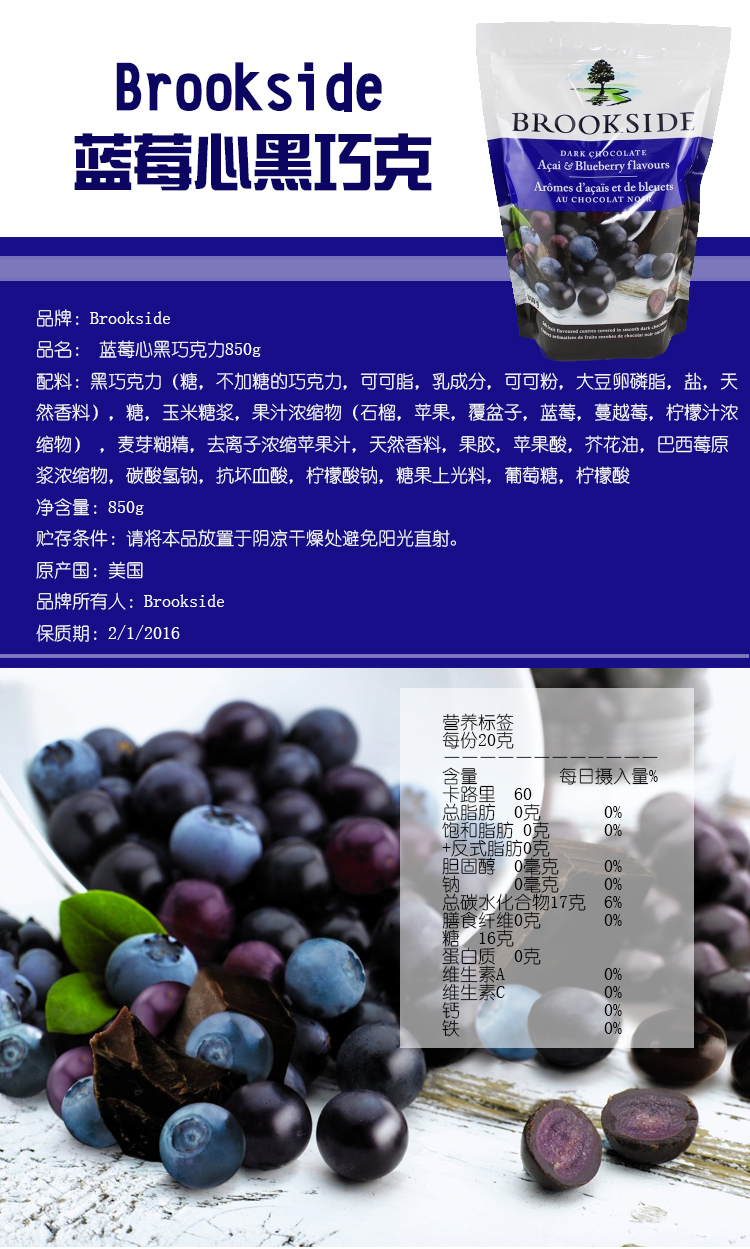 Brookside
蓝莓心黑巧克
BROOKSIDE
DARK CHOCOLATE
Açai & Blueberry flavours
Arômes d'açaïs et de bleuets
AU CHOCOLAT NOIR
品牌：Brookside
品名： 蓝莓心黑巧克力850g
配料：黑巧克力（糖，不加糖的巧克力，可可脂，乳成分，可可粉，大豆卵磷脂，盐，天
然香料），糖，玉米糖浆，果汁浓缩物（石榴，苹果，覆盆子，蓝莓，蔓越莓，柠檬汁浓
缩物） ，麦芽糊精，去离子浓缩苹果汁，天然香料，果胶，苹果酸，芥花油，巴西莓原
浆浓缩物，碳酸氢钠，抗坏血酸，柠檬酸钠，糖果上光料，葡萄糖，柠檬酸
净含量：850g
贮存条件：请将本品放置于阴凉干燥处避免阳光直射。
原产国：美国
品牌所有人：Brookside
保质期：2/1/2016
营养标签
每份20克
————————————
含量 每日摄入量%
卡路里 60
总脂肪 0克 0%
饱和脂肪 0克 0%
+反式脂肪0克
胆固醇 0毫克 0%
钠 0毫克 0%
总碳水化合物17克 6%
膳食纤维0克 0%
糖 16克
蛋白质 0克
维生素A 0%
维生素C 0%
钙 0%
铁 0%